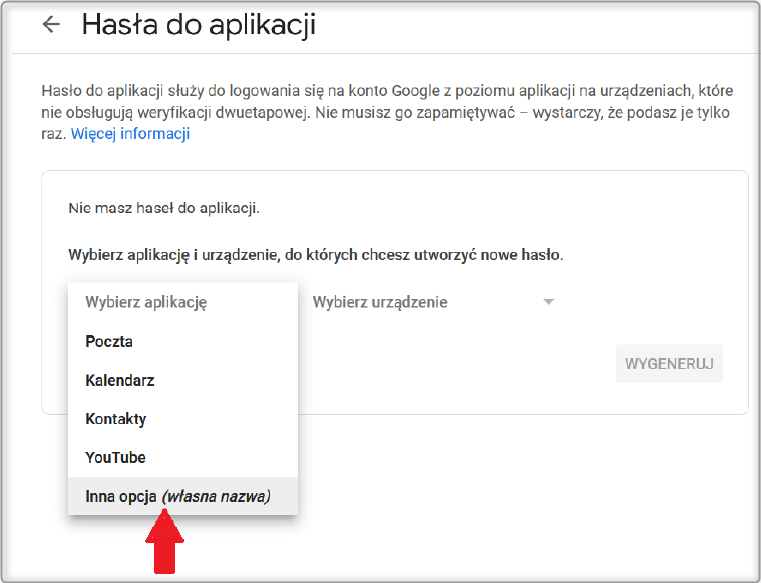 Hasła do aplikacji
Hasło do aplikacji służy do logowania się na konto Google z poziomu aplikacji na urządzeniach, które
nie obsługują weryfikacji dwuetapowej. Nie musisz go zapamiętywać – wystarczy, że podasz je tylko
raz. Więcej informacji
Nie masz haseł do aplikacji.
Wybierz aplikację i urządzenie, do których chcesz utworzyć nowe hasło.
Wybierz aplikację
Wybierz urządzenie
Poczta
Kalendarz
Kontakty
YouTube
Inna opcja (własna nazwa)
WYGENERUJ